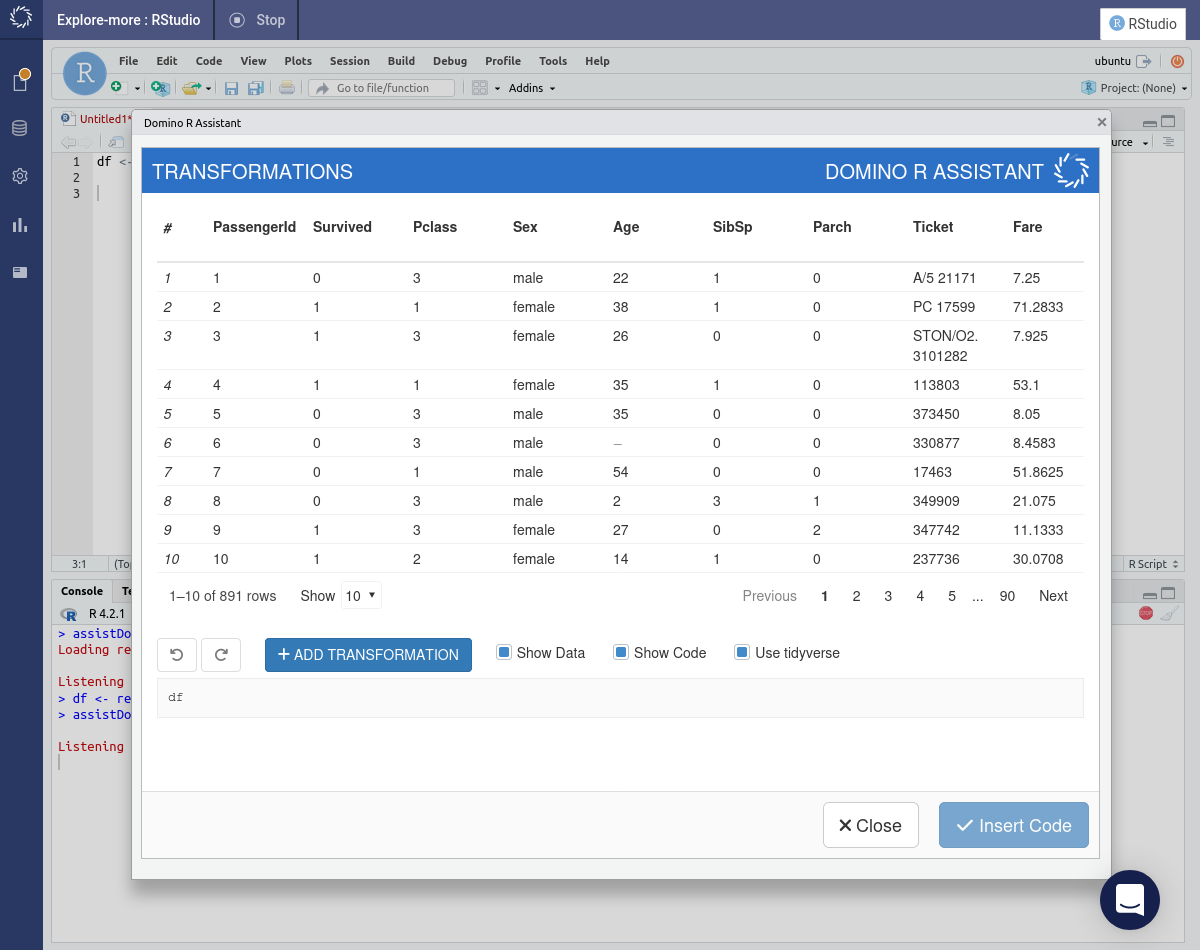 Explore-more : RStudio
Stop
R RStudio
R
File Edit Code View Plots Session Build Debug Profile Tools Help
ubuntu
Go to file/function
Addins
R Project: (None)
Untitled1*
Domino R Assistant
1 df <-
2
3
TRANSFORMATIONS
DOMINO R ASSISTANT
# PassengerId Survived Pclass Sex Age SibSp Parch Ticket Fare
1 1 0 3 male 22 1 0 A/5 21171 7.25
2 2 1 1 female 38 1 0 PC 17599 71.2833
3 3 1 3 female 26 0 0 STON/O2. 7.925
3101282
4 4 1 1 female 35 1 0 113803 53.1
5 5 0 3 male 35 0 0 373450 8.05
6 6 0 3 male – 0 0 330877 8.4583
7 7 0 1 male 54 0 0 17463 51.8625
8 8 0 3 male 2 3 1 349909 21.075
9 9 1 3 female 27 0 2 347742 11.1333
10 10 1 2 female 14 1 0 237736 30.0708
1–10 of 891 rows Show 10 Previous 1 2 3 4 5 ... 90 Next
+ ADD TRANSFORMATION Show Data Show Code Use tidyverse
df
Close Insert Code
urce
3:1 (Top
R Script
Console Te
R 4.2.1
> assistDo
Loading re
Listening
> df <- re
> assistDo
Listening
STOP